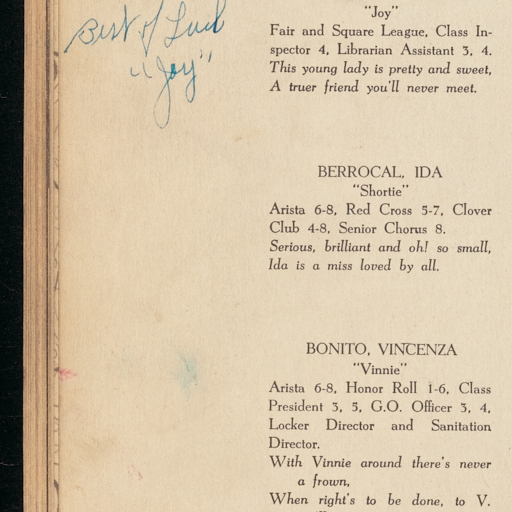 Best of Luck
"Joy"
"Joy"
Fair and Square League, Class In-
spector 4, Librarian Assistant 3, 4.
This young lady is pretty and sweet,
A truer friend you'll never meet.
BERROCAL, IDA
"Shortie"
Arista 6-8, Red Cross 5-7, Clover
Club 4-8, Senior Chorus 8.
Serious, brilliant and oh! so small,
Ida is a miss loved by all.
BONITO, VINCENZA
"Vinnie"
Arista 6-8, Honor Roll 1-6, Class
President 3, 5, G.O. Officer 3, 4,
Locker Director and Sanitation
Director.
With Vinnie around there's never
a frown,
When right's to be done, to V.